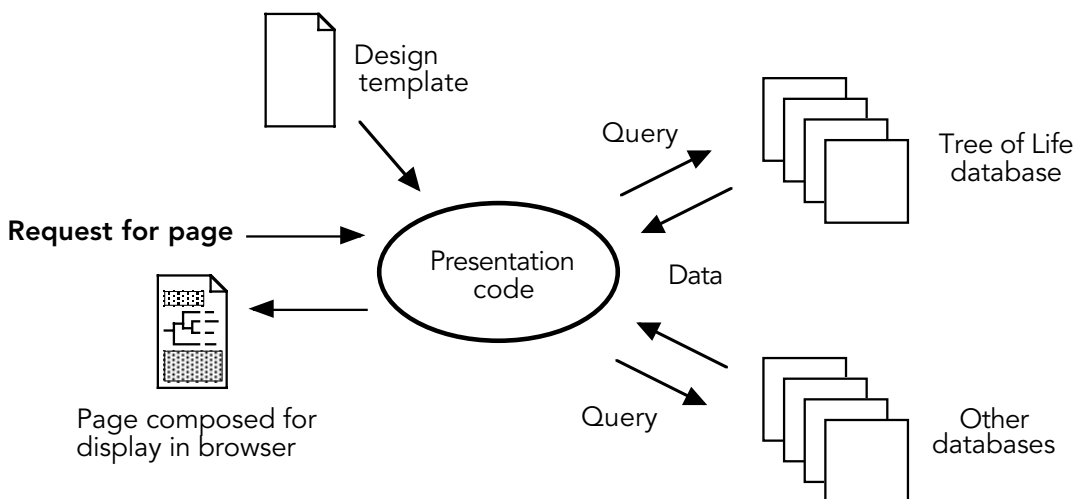 Design
template
Query
Tree of Life
database
Request for page
Presentation
code
Data
Page composed for
display in browser
Query
Other
databases